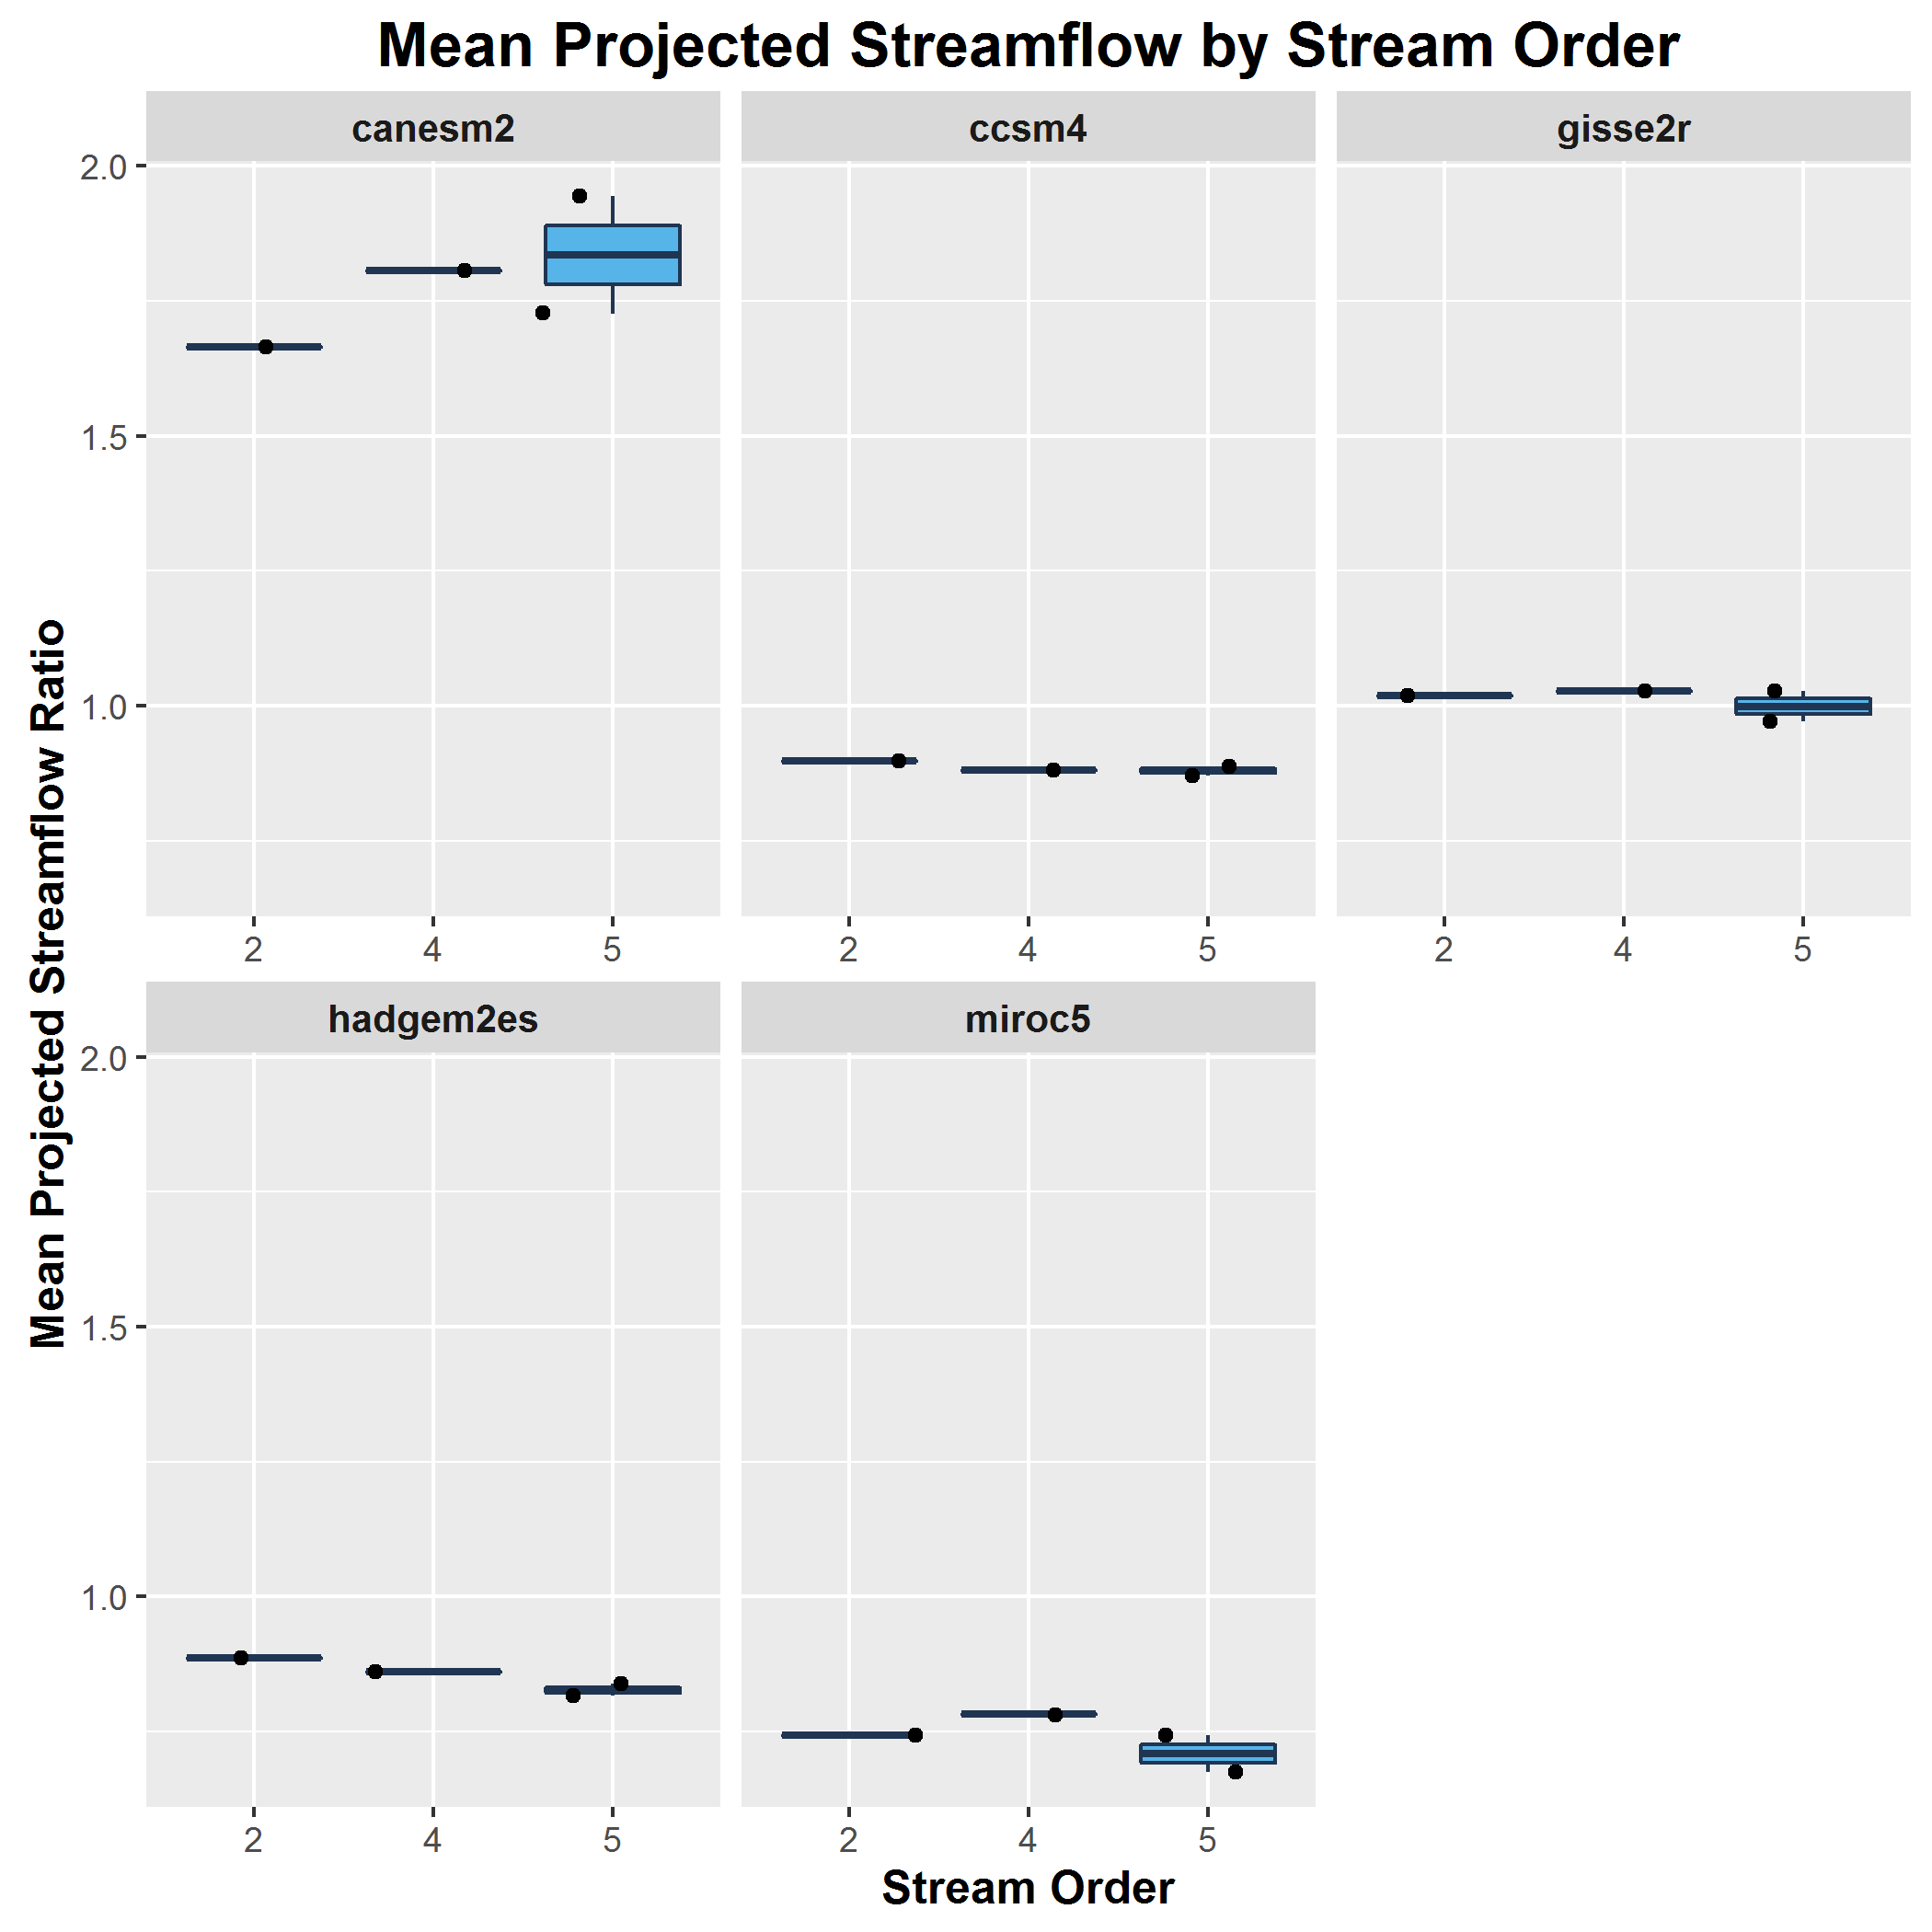 Mean Projected Streamflow by Stream Order
canesm2 ccsm4 gisse2r
2.0
1.5
1.0
2 4 5 2 4 5 2 4 5
hadgem2es miroc5
2.0
1.5
1.0
2 4 5 2 4 5
Stream Order
Mean Projected Streamflow Ratio